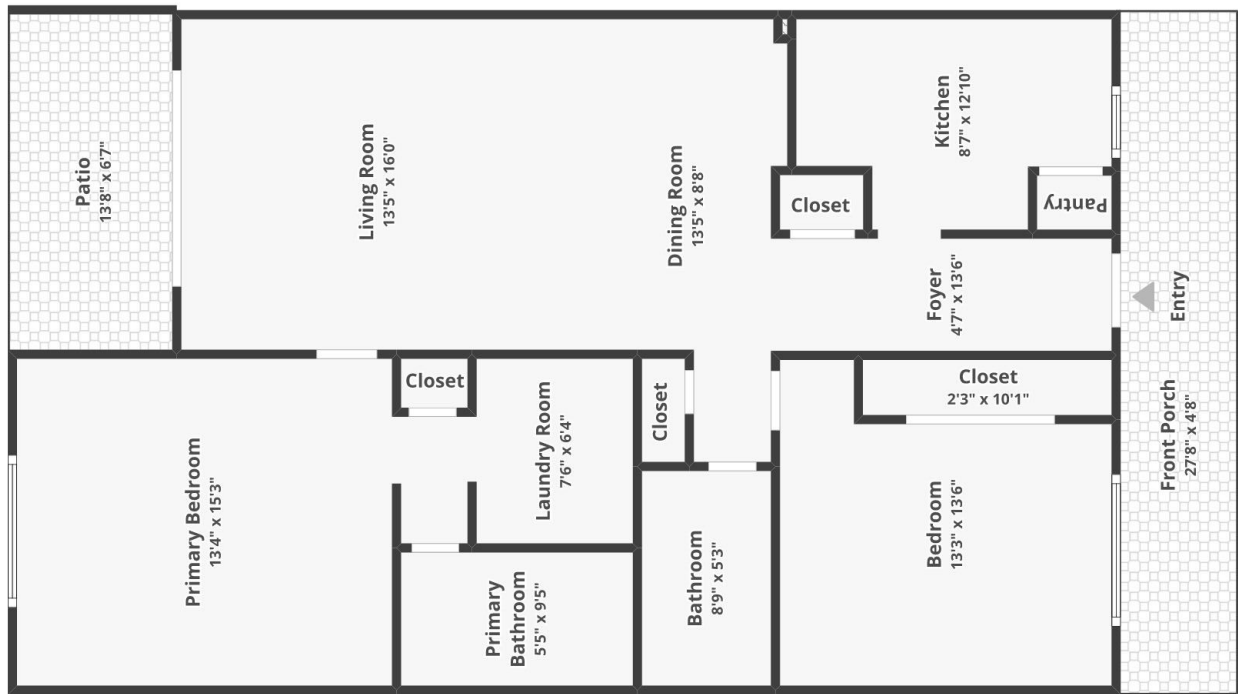 Patio
13'8" x 6'7"
Living Room
13'5" x 16'0"
Dining Room
13'5" x 8'8"
Closet
Kitchen
8'7" x 12'10"
Pantry
Foyer
4'7" x 13'6"
Entry
Front Porch
27'8" x 4'8"
Primary Bedroom
13'4" x 15'3"
Closet
Laundry Room
7'6" x 6'4"
Primary
Bathroom
5'5" x 9'5"
Closet
Bathroom
8'9" x 5'3"
Closet
2'3" x 10'1"
Bedroom
13'3" x 13'6"